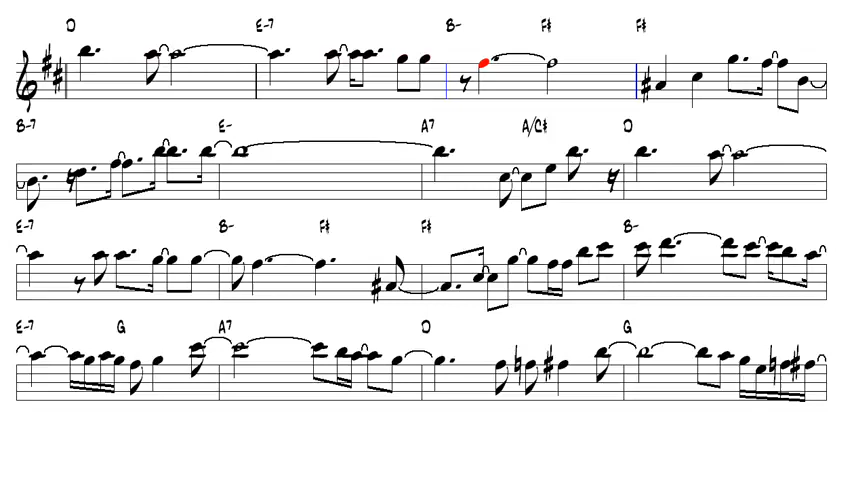 D E-7 B- F# F#
B-7 E- A7 A/C# D
E-7 B- F# F# B-
E-7 G A7 D G